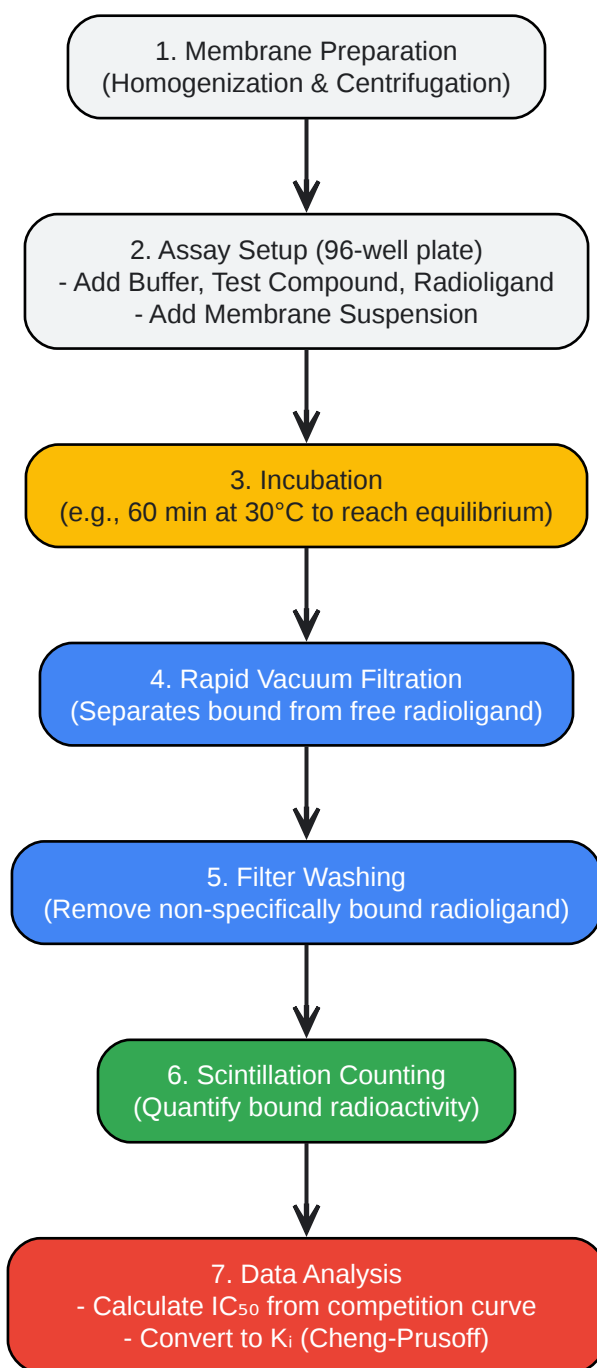 1. Membrane Preparation
(Homogenization & Centrifugation)
2. Assay Setup (96-well plate)
- Add Buffer, Test Compound, Radioligand
- Add Membrane Suspension
3. Incubation
(e.g., 60 min at 30°C to reach equilibrium)
4. Rapid Vacuum Filtration
(Separates bound from free radioligand)
5. Filter Washing
(Remove non-specifically bound radioligand)
6. Scintillation Counting
(Quantify bound radioactivity)
7. Data Analysis
- Calculate IC₅₀ from competition curve
- Convert to Kᵢ (Cheng-Prusoff)